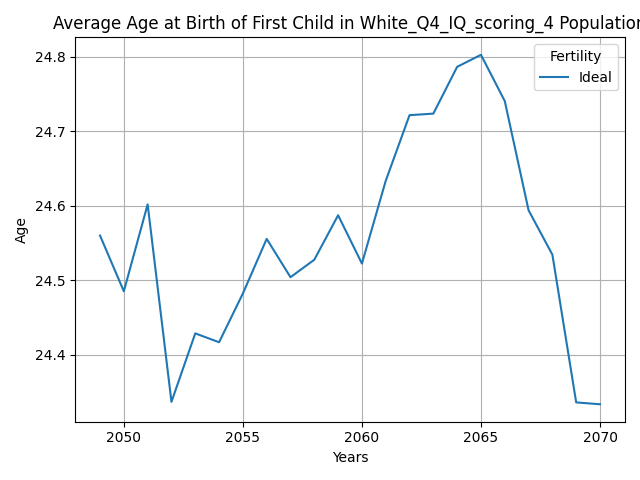 Average Age at Birth of First Child in White_Q4_IQ_scoring_4 Population
Fertility
Ideal
24.8
24.7
24.6
24.5
24.4
Age
2050
2055
2060
2065
2070
Years